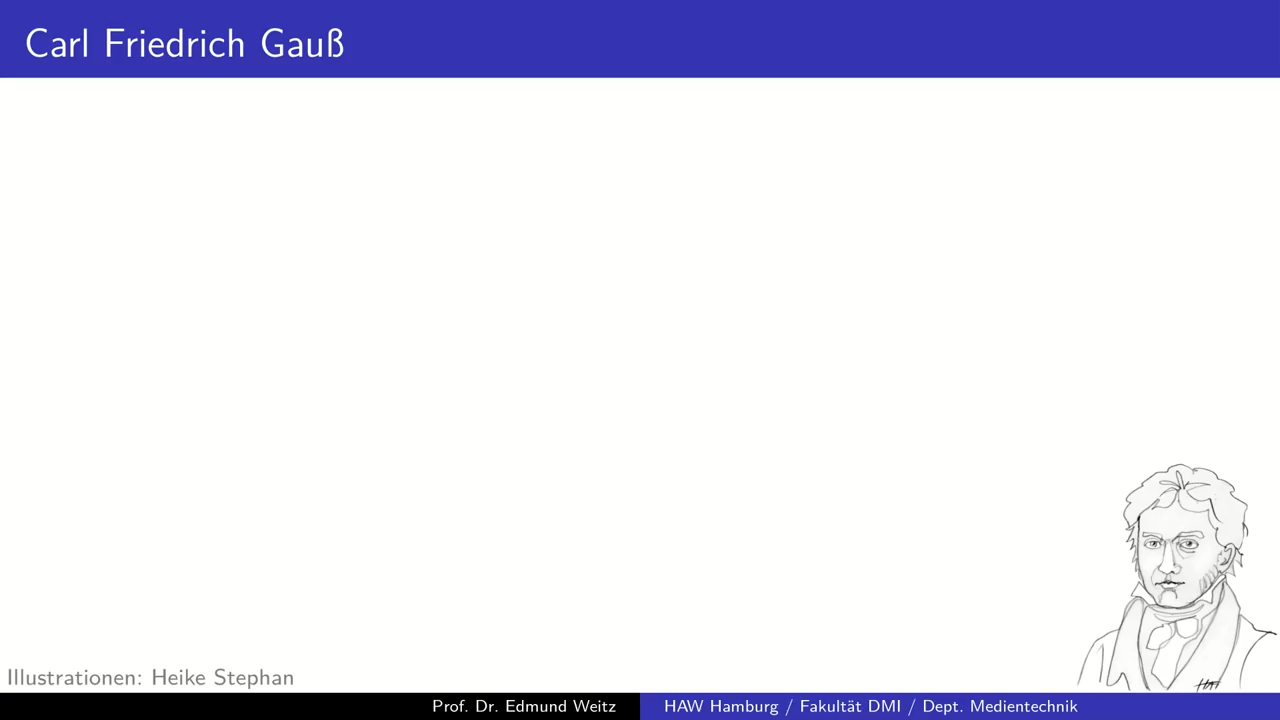 Carl Friedrich Gauß
Illustrationen: Heike Stephan
Prof. Dr. Edmund Weitz
HAW Hamburg / Fakultät DMI / Dept. Medientechnik